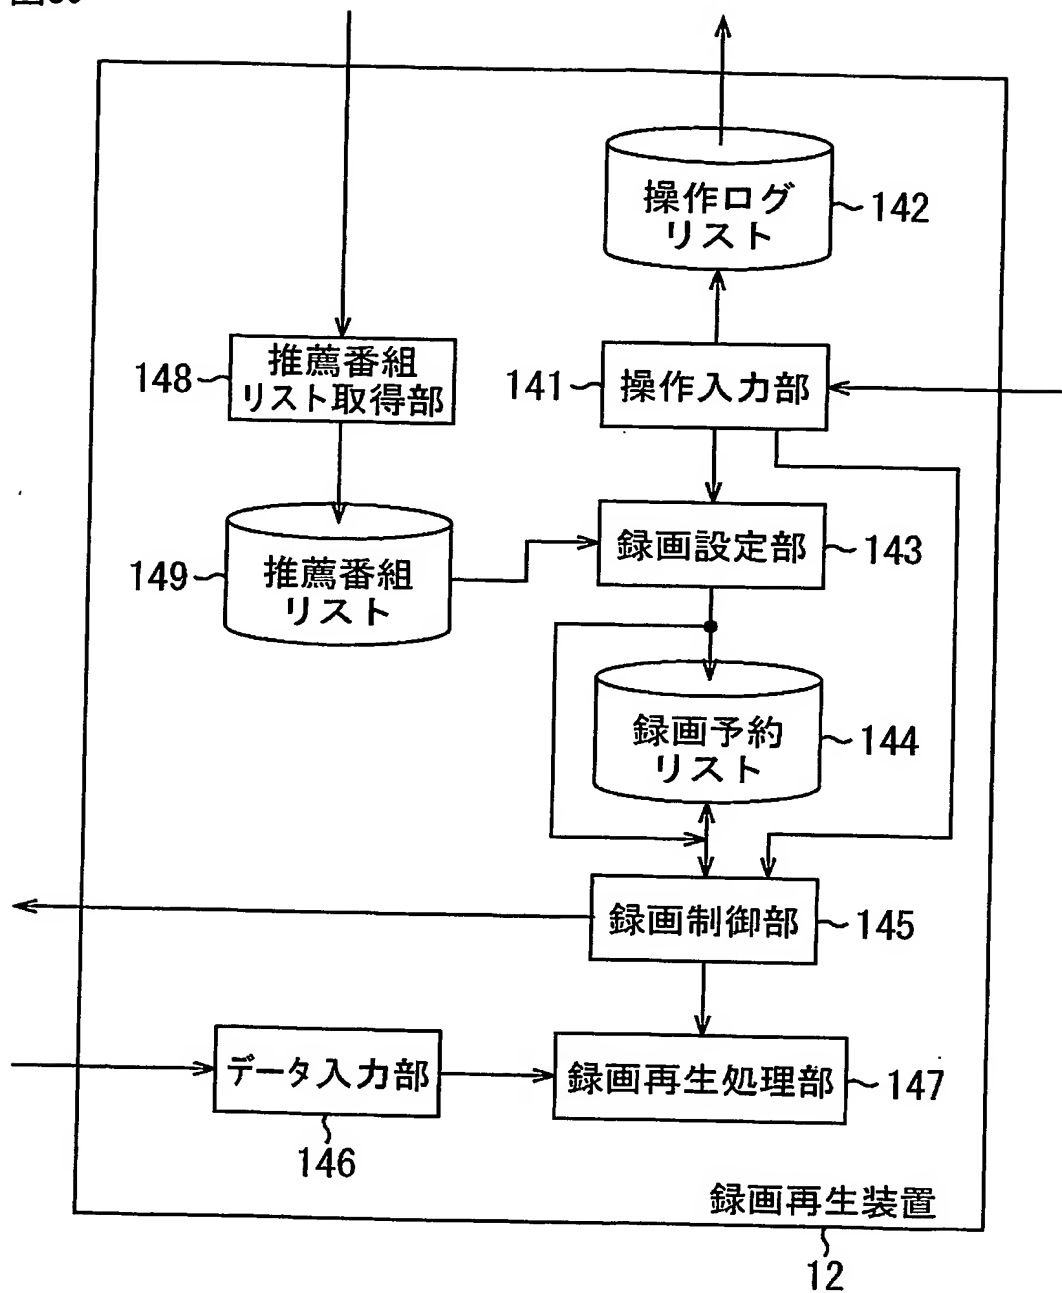 操作ログ
リスト
142
推薦番組
リスト取得部
148
操作入力部
141
録画設定部
143
推薦番組
リスト
149
録画予約
リスト
144
録画制御部
145
データ入力部
146
録画再生処理部
147
録画再生装置
12